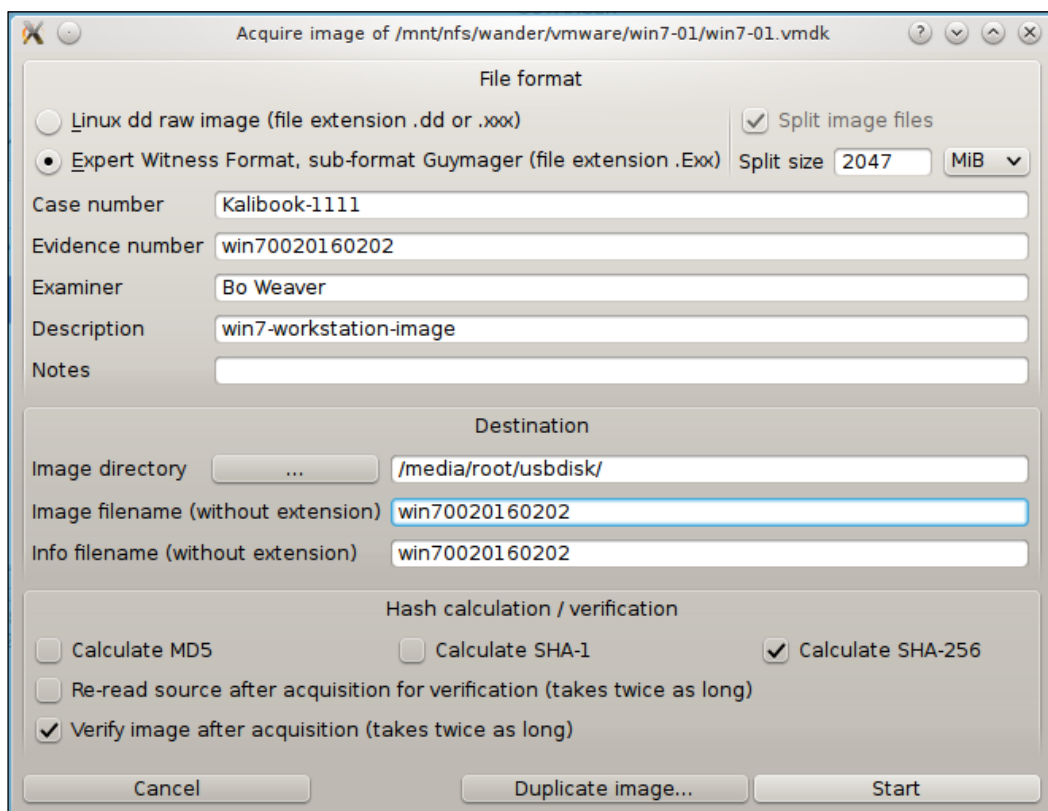 Acquire image of /mnt/nfs/wander/vmware/win7-01/win7-01.vmdk
File format
Linux dd raw image (file extension .dd or .xxx)
Split image files
Expert Witness Format, sub-format Guymager (file extension .Exx)
Split size 2047 MiB
Case number Kalibook-1111
Evidence number win70020160202
Examiner Bo Weaver
Description win7-workstation-image
Notes
Destination
Image directory ... /media/root/usbdisk/
Image filename (without extension) win70020160202
Info filename (without extension) win70020160202
Hash calculation / verification
Calculate MD5 Calculate SHA-1 Calculate SHA-256
Re-read source after acquisition for verification (takes twice as long)
Verify image after acquisition (takes twice as long)
Cancel Duplicate image... Start